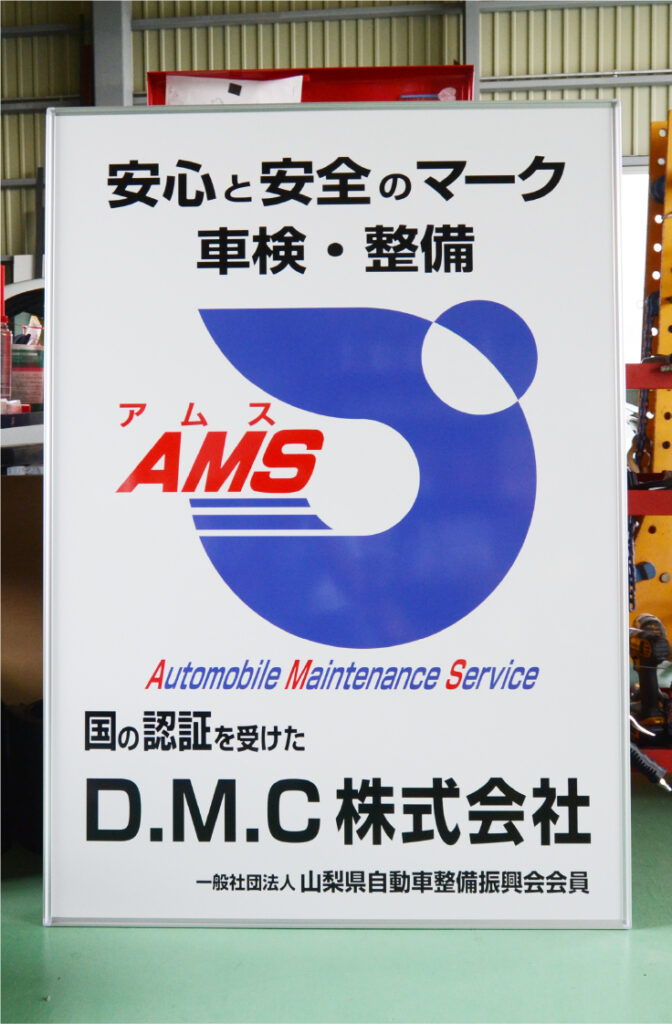 安心と安全のマーク
車検・整備
アムス
AMS
Automobile Maintenance Service
国の認証を受けた
D.M.C株式会社
一般社団法人 山梨県自動車整備振興会会員